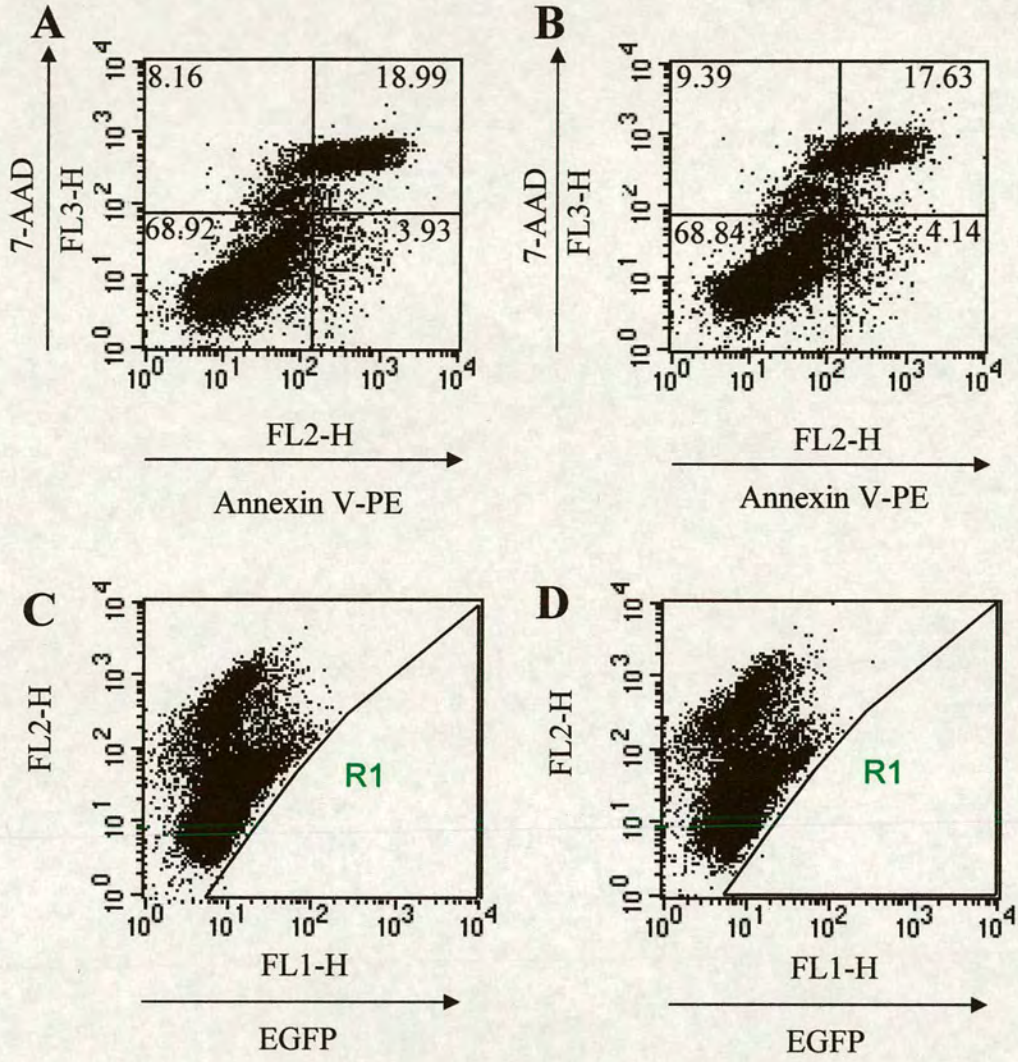 A
B
10^4
10^3
10^2
10^1
10^0
8.16
18.99
68.92
3.93
7-AAD
FL3-H
10^0 10^1 10^2 10^3 10^4
FL2-H
Annexin V-PE
10^4
10^3
10^2
10^1
10^0
9.39
17.63
68.84
4.14
7-AAD
FL3-H
10^0 10^1 10^2 10^3 10^4
FL2-H
Annexin V-PE
C
D
10^4
10^3
10^2
10^1
10^0
FL2-H
R1
10^0 10^1 10^2 10^3 10^4
FL1-H
EGFP
10^4
10^3
10^2
10^1
10^0
FL2-H
R1
10^0 10^1 10^2 10^3 10^4
FL1-H
EGFP